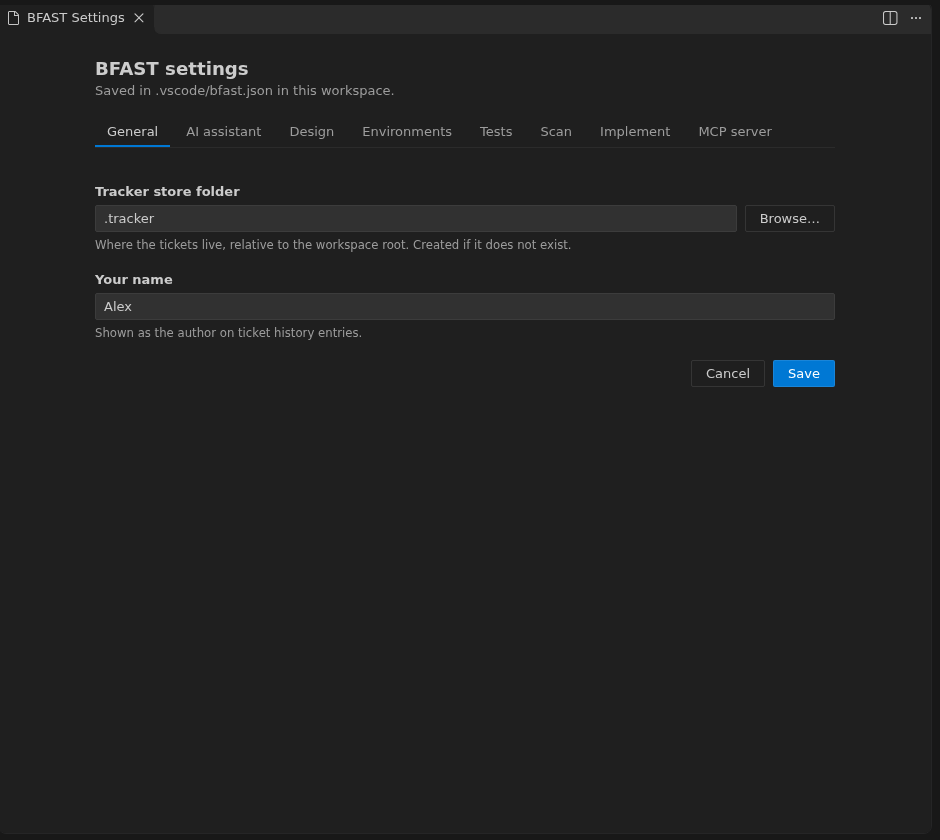 BFAST Settings
BFAST settings
Saved in .vscode/bfast.json in this workspace.
General AI assistant Design Environments Tests Scan Implement MCP server
Tracker store folder
.tracker Browse...
Where the tickets live, relative to the workspace root. Created if it does not exist.
Your name
Alex
Shown as the author on ticket history entries.
Cancel Save